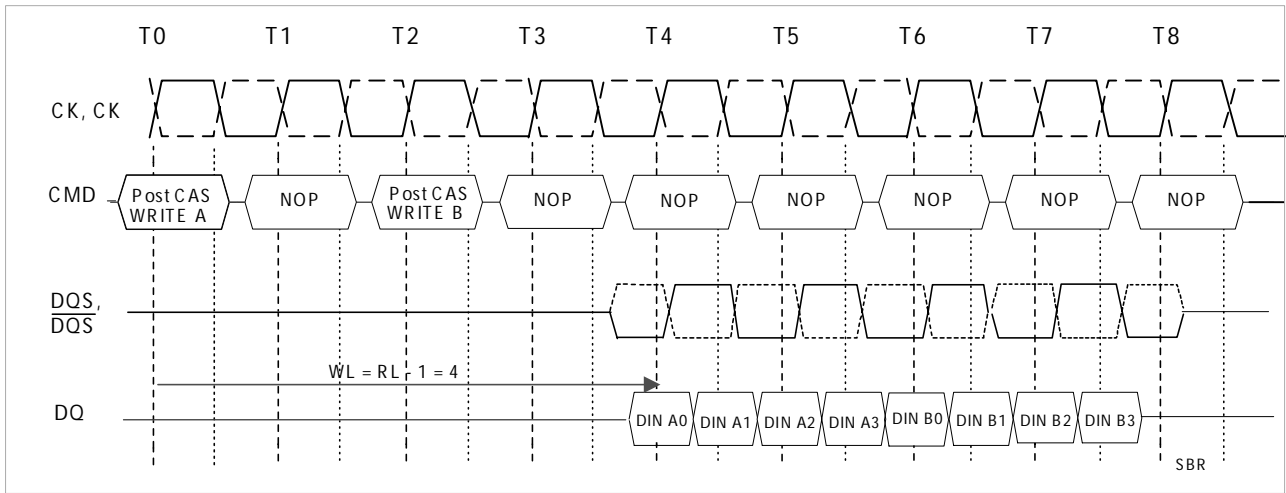 T0 T1 T2 T3 T4 T5 T6 T7 T8
CK, CK
CMD
Post CAS
WRITE A
NOP
Post CAS
WRITE B
NOP
NOP
NOP
NOP
NOP
NOP
DQS,
DQS
WL = RL - 1 = 4
DQ
DIN A0 DIN A1 DIN A2 DIN A3 DIN B0 DIN B1 DIN B2 DIN B3
SBR